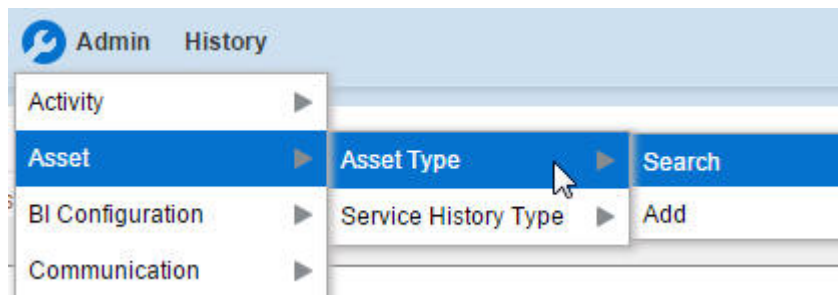 Admin History
Activity
Asset Asset Type Search
BI Configuration Service History Type Add
Communication